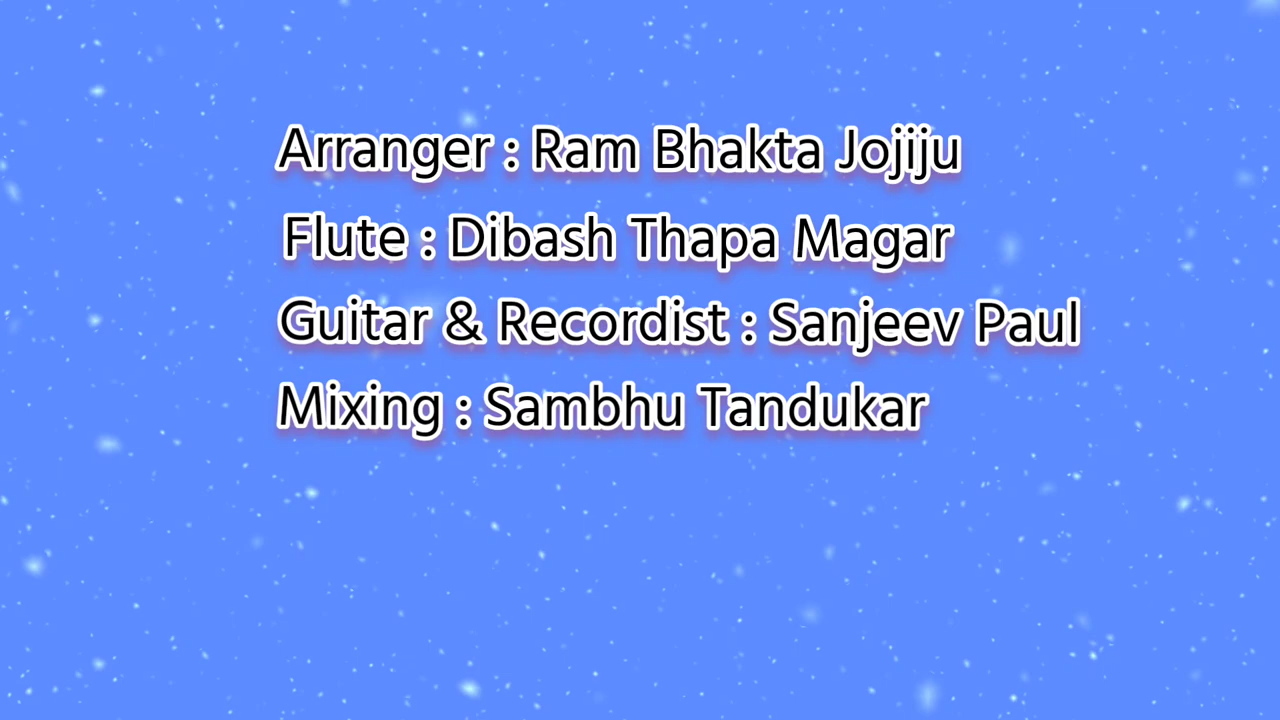 Arranger : Ram Bhakta Jojiju
Flute : Dibash Thapa Magar
Guitar & Recordist : Sanjeev Paul
Mixing : Sambhu Tandukar